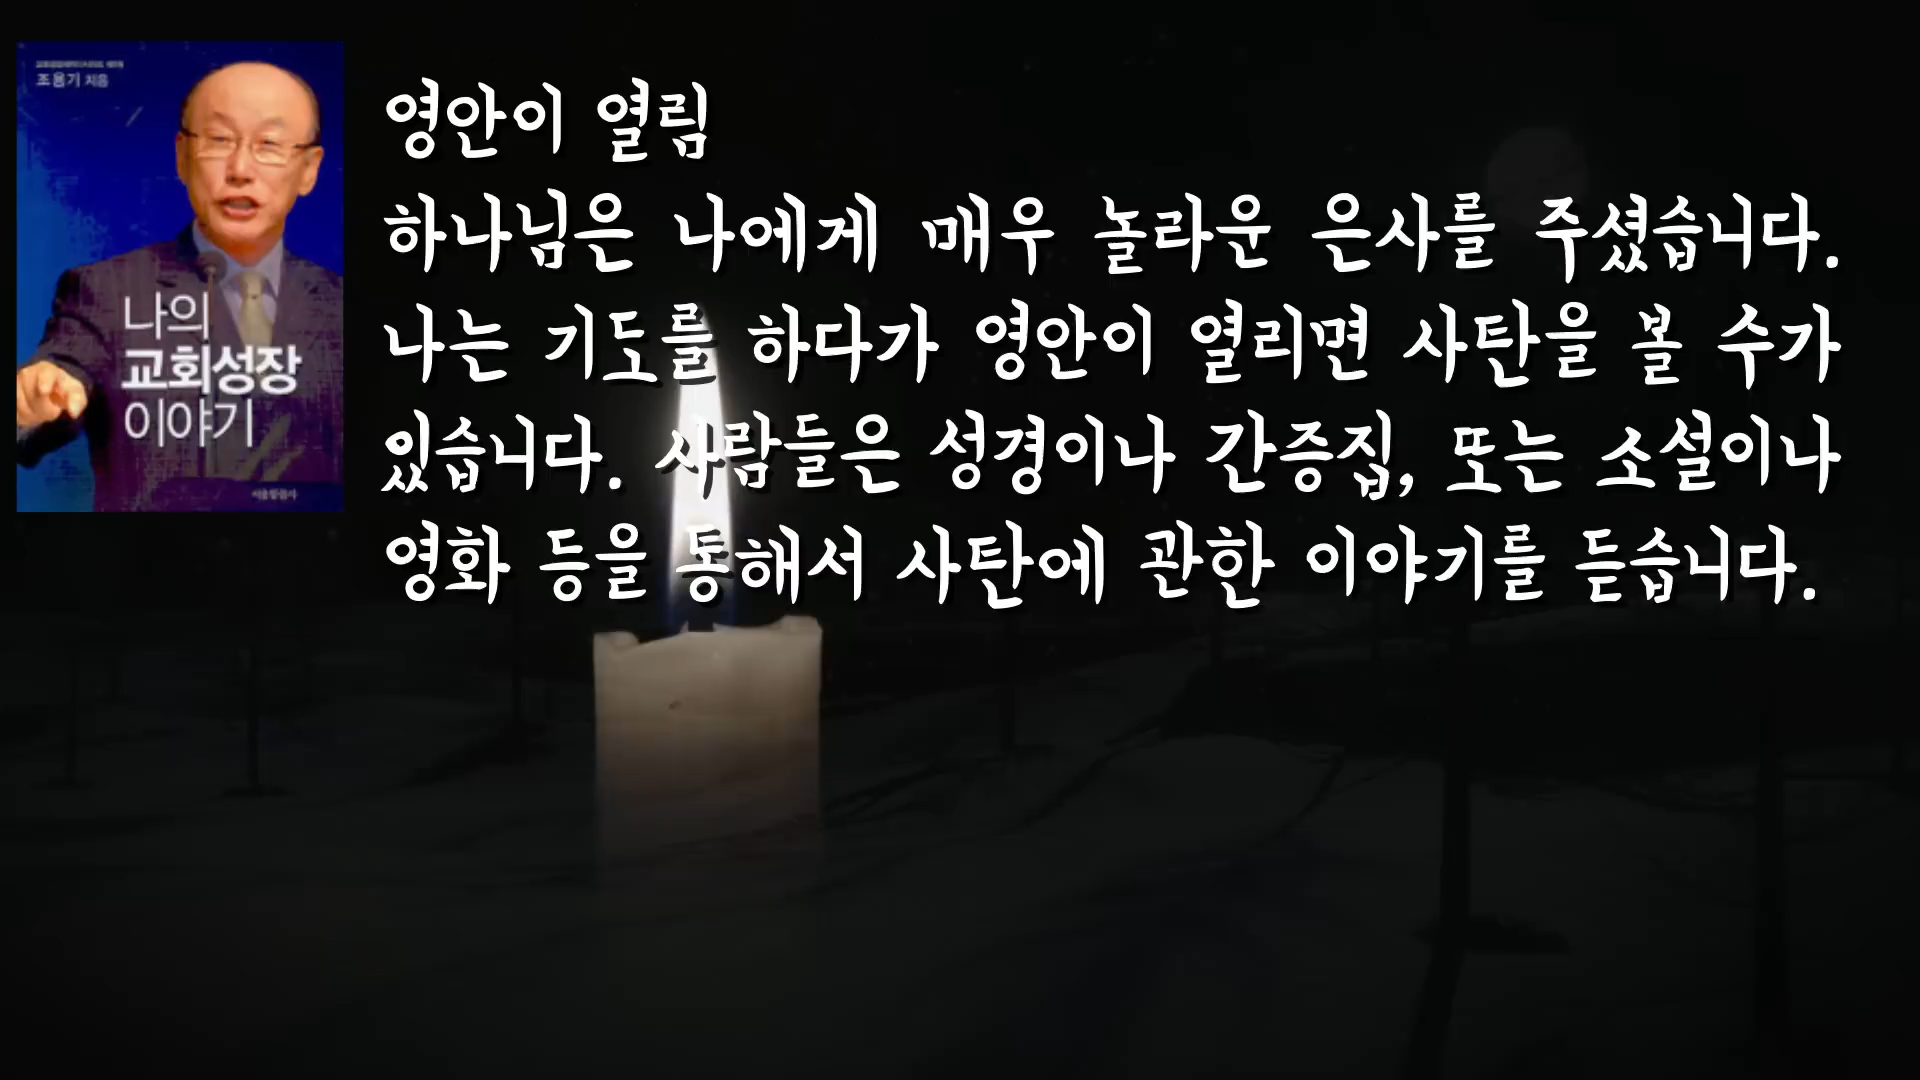 조용기 지음
나의
교회성장
이야기
영안이 열림
하나님은 나에게 매우 놀라운 은사를 주셨습니다.
나는 기도를 하다가 영안이 열리면 사탄을 볼 수가
있습니다. 사람들은 성경이나 간증집, 또는 소설이나
영화 등을 통해서 사탄에 관한 이야기를 듣습니다.